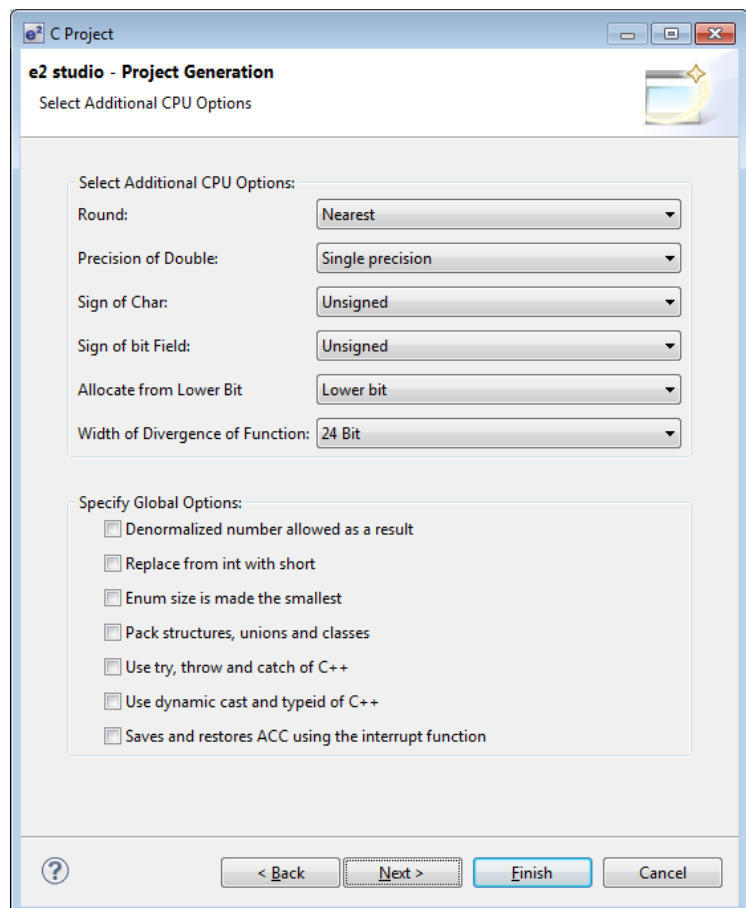 e² C Project
e2 studio - Project Generation
Select Additional CPU Options
Select Additional CPU Options:
Round: Nearest
Precision of Double: Single precision
Sign of Char: Unsigned
Sign of bit Field: Unsigned
Allocate from Lower Bit Lower bit
Width of Divergence of Function: 24 Bit
Specify Global Options:
Denormalized number allowed as a result
Replace from int with short
Enum size is made the smallest
Pack structures, unions and classes
Use try, throw and catch of C++
Use dynamic cast and typeid of C++
Saves and restores ACC using the interrupt function
? < Back Next > Finish Cancel